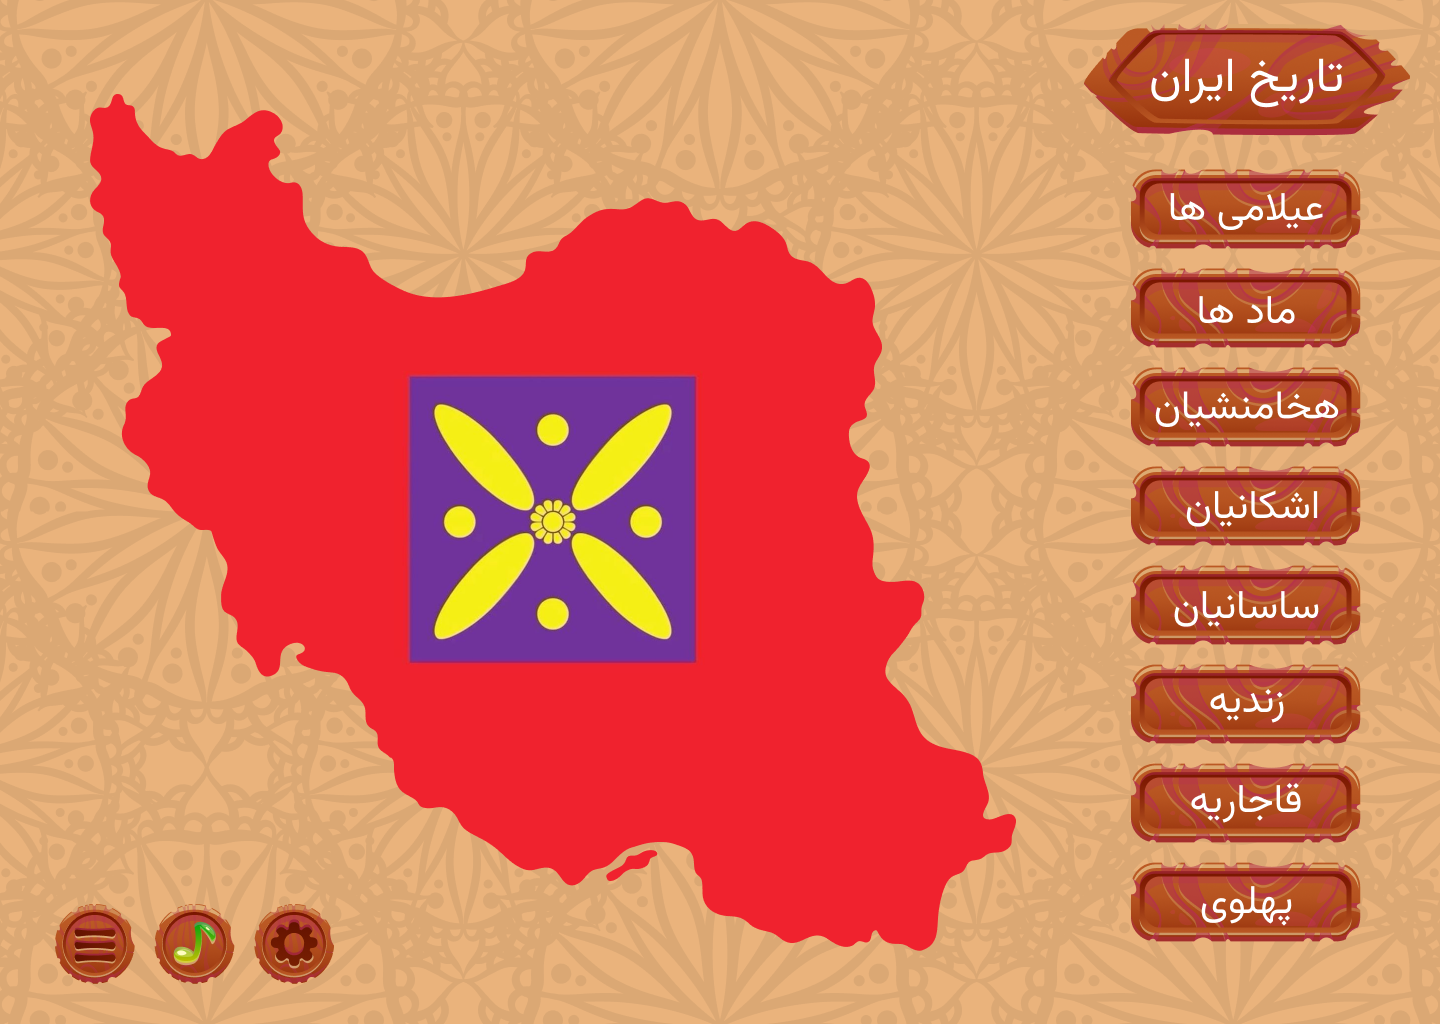 تاریخ ایران
عیلامی ها
ماد ها
هخامنشیان
اشکانیان
ساسانیان
زندیه
قاجاریه
پهلوی